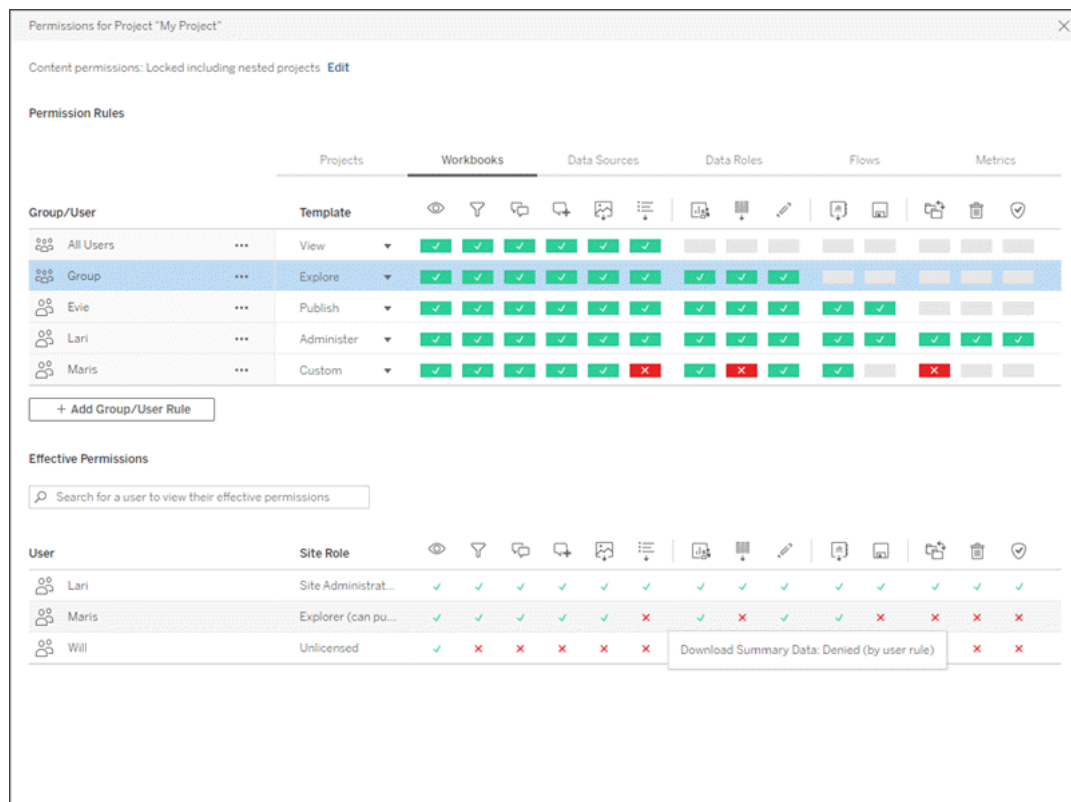 Permissions for Project "My Project"
Content permissions: Locked including nested projects Edit
Permission Rules
Projects Workbooks Data Sources Data Roles Flows Metrics
Group/User Template
All Users ... View
Group ... Explore
Evie ... Publish
Lari ... Administer
Maris ... Custom
+ Add Group/User Rule
Effective Permissions
Search for a user to view their effective permissions
User Site Role
Lari Site Administrat...
Maris Explorer (can pu...
Will Unlicensed
Download Summary Data: Denied (by user rule)